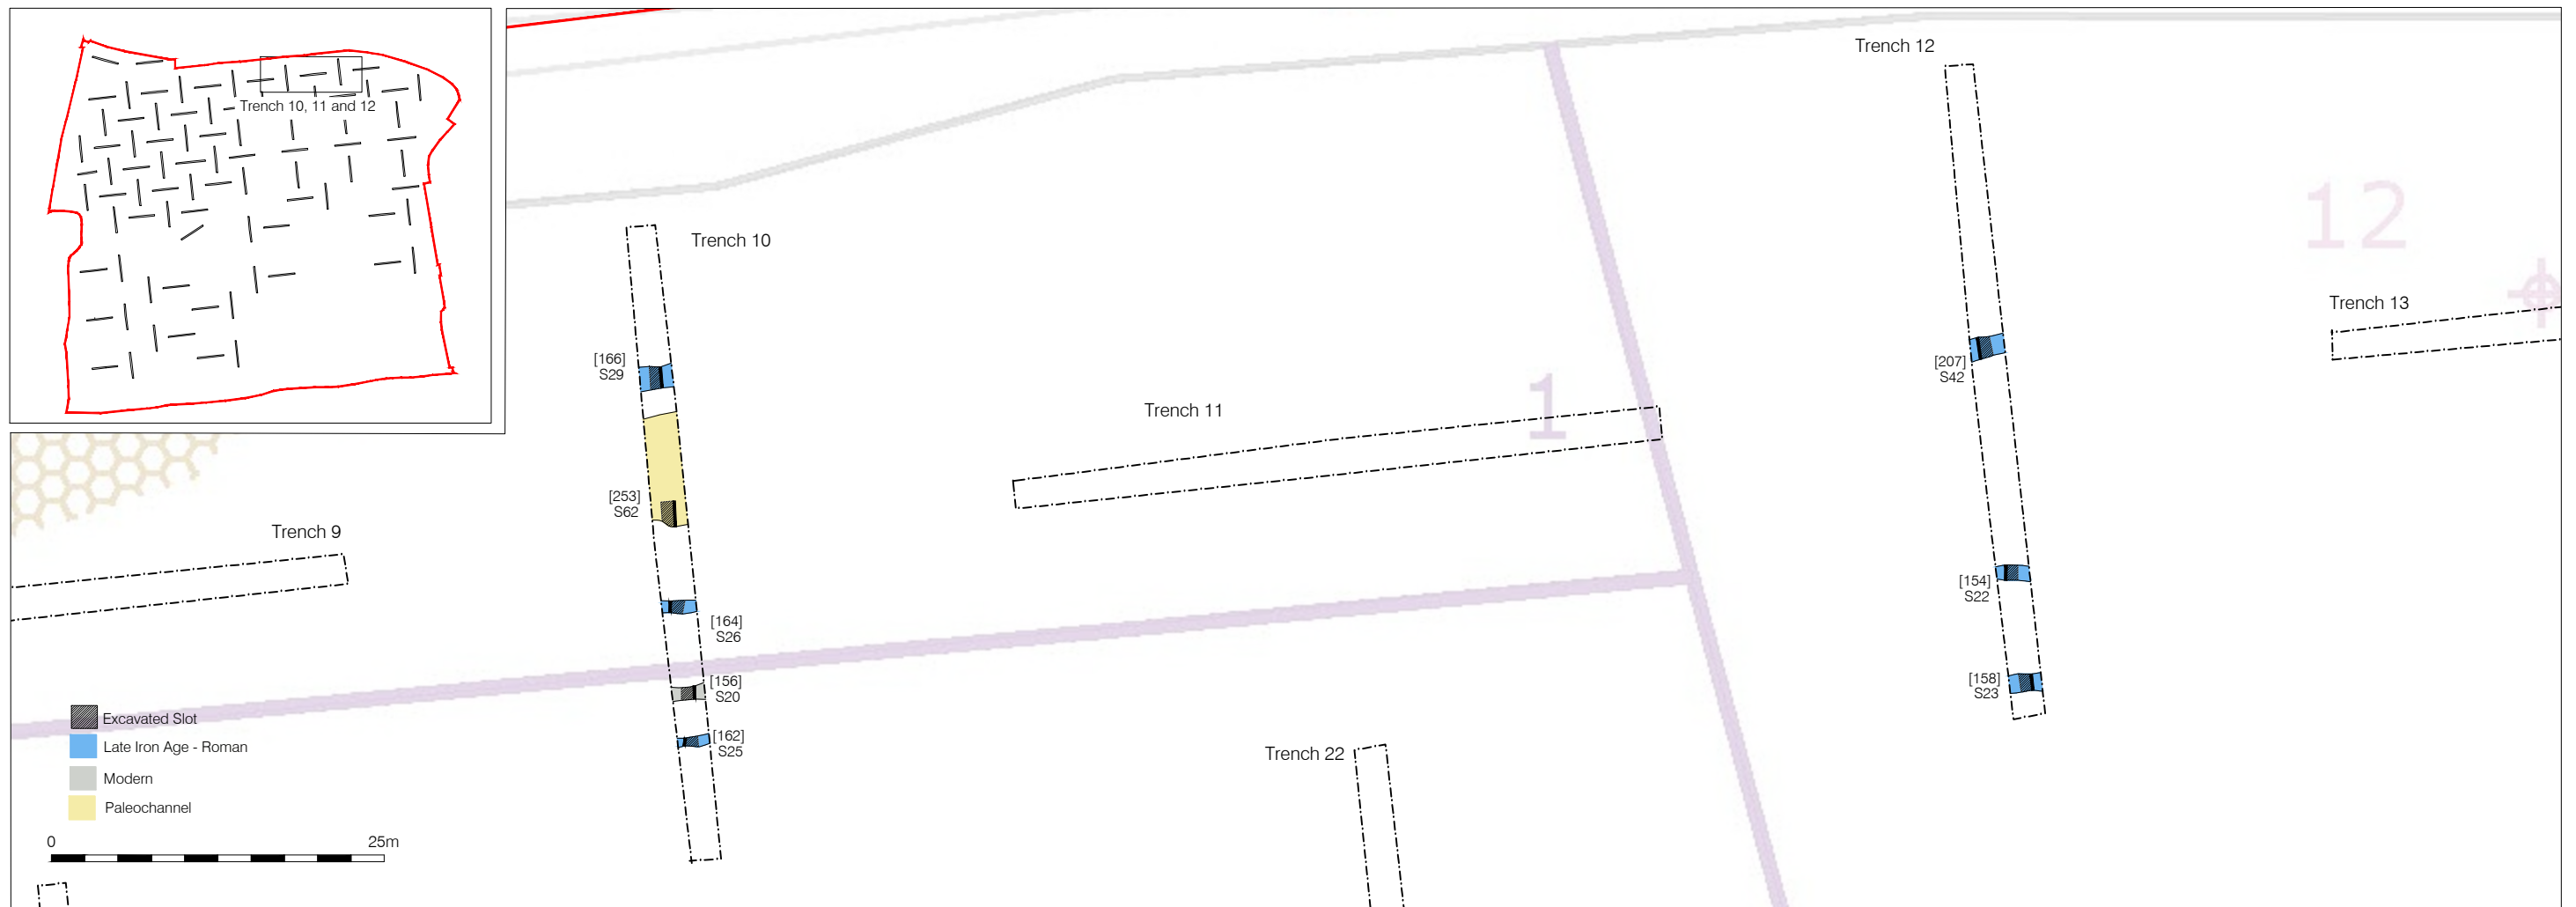 Trench 10, 11 and 12
Trench 12
Trench 10
12
Trench 13
[166]
S29
[207]
S42
Trench 11
1
[253]
S62
Trench 9
[154]
S22
[164]
S26
[156]
S20
[158]
S23
[162]
S25
Trench 22
Excavated Slot
Late Iron Age - Roman
Modern
Paleochannel
0 25m